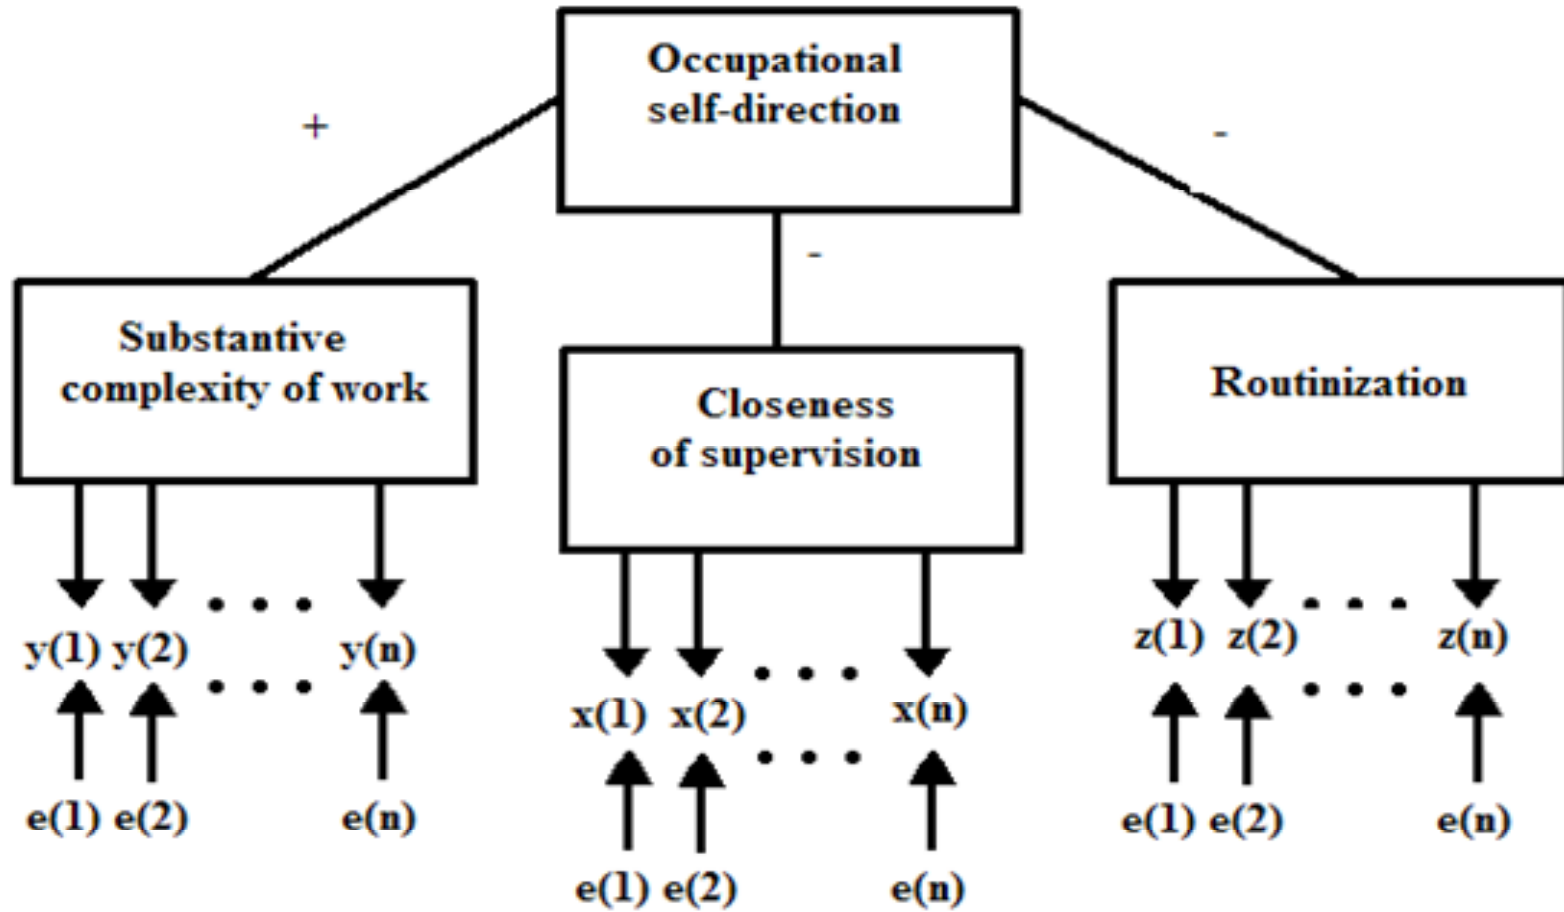 Occupational
self-direction
+
-
-
Substantive
complexity of work
Closeness
of supervision
Routinization
y(1) y(2) y(n)
x(1) x(2) x(n)
z(1) z(2) z(n)
e(1) e(2) e(n)
e(1) e(2) e(n)
e(1) e(2) e(n)